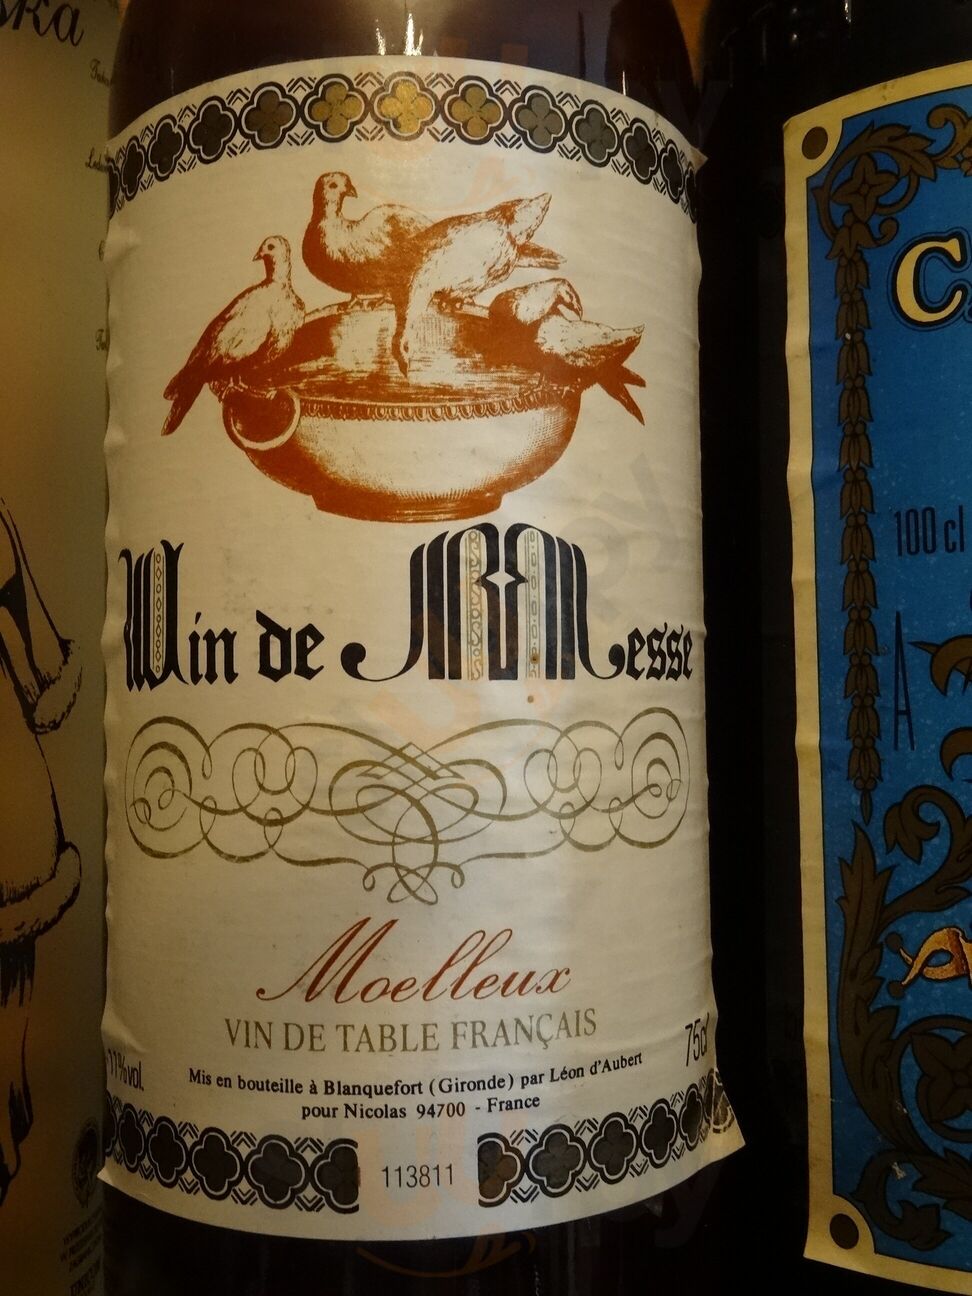 ska
Vin de Messe
Moelleux
VIN DE TABLE FRANÇAIS
11%vol. 75cl
Mis en bouteille à Blanquefort (Gironde) par Léon d'Aubert
pour Nicolas 94700 - France
113811
C
100 cl
A